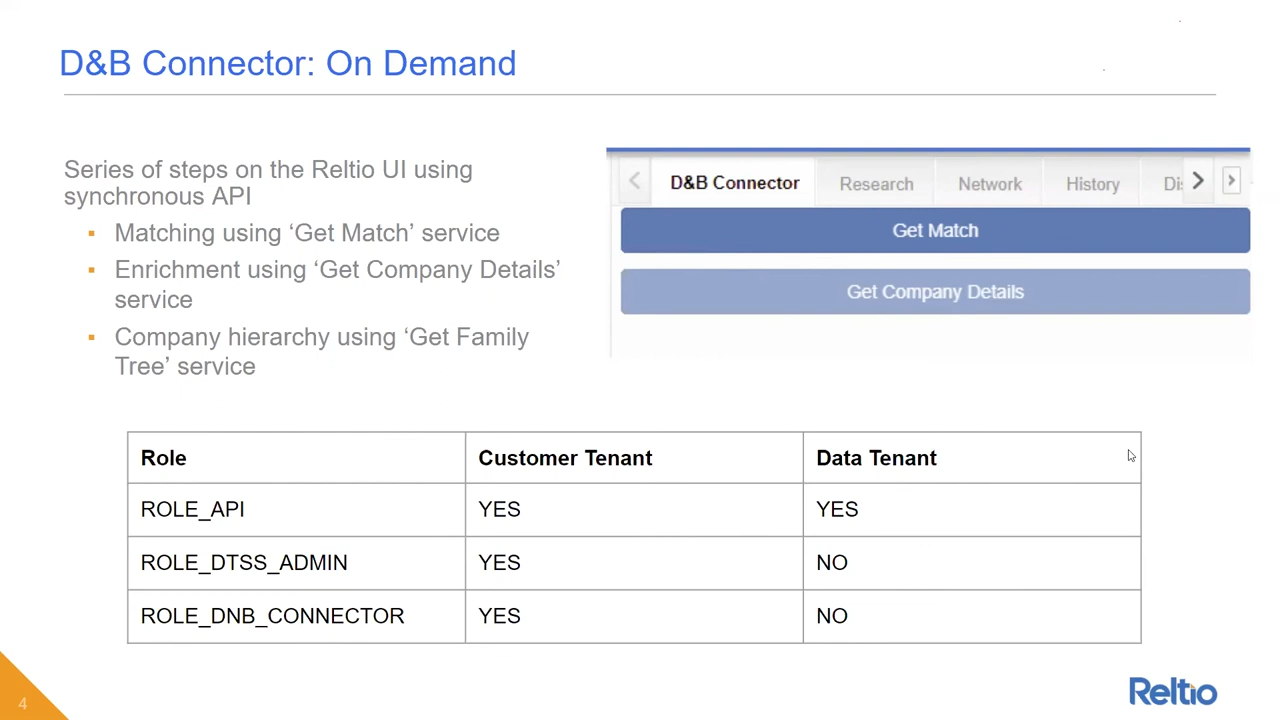 D&B Connector: On Demand
Series of steps on the Reltio UI using
synchronous API
▪ Matching using ‘Get Match’ service
▪ Enrichment using ‘Get Company Details’
service
▪ Company hierarchy using ‘Get Family
Tree’ service
D&B Connector Research Network History
Get Match
Get Company Details
Role Customer Tenant Data Tenant
ROLE_API YES YES
ROLE_DTSS_ADMIN YES NO
ROLE_DNB_CONNECTOR YES NO
4
Reltio